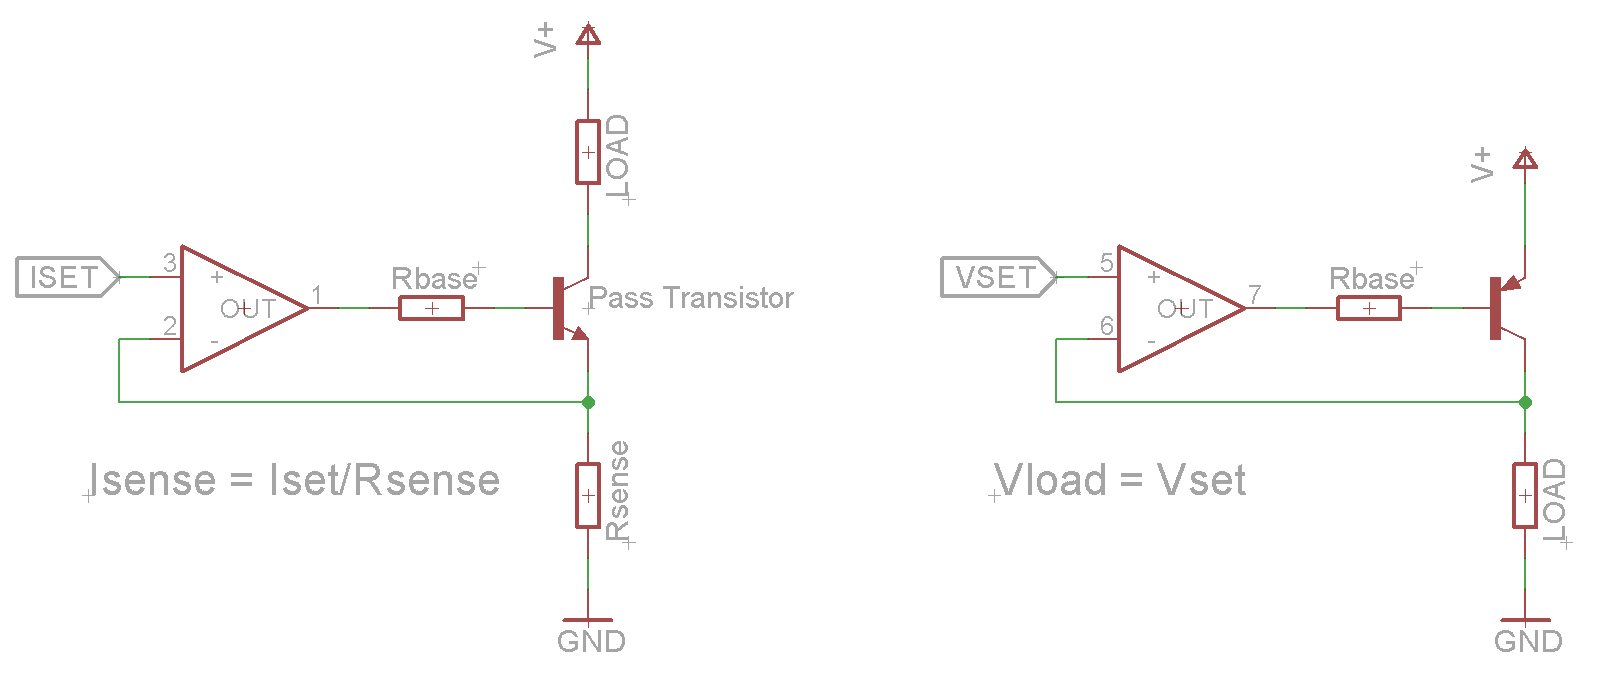 V+
LOAD
ISET
3
+
OUT
2
-
1
Rbase
Pass Transistor
Isense = Iset/Rsense
Rsense
GND
V+
VSET
5
+
OUT
6
-
7
Rbase
Vload = Vset
LOAD
GND